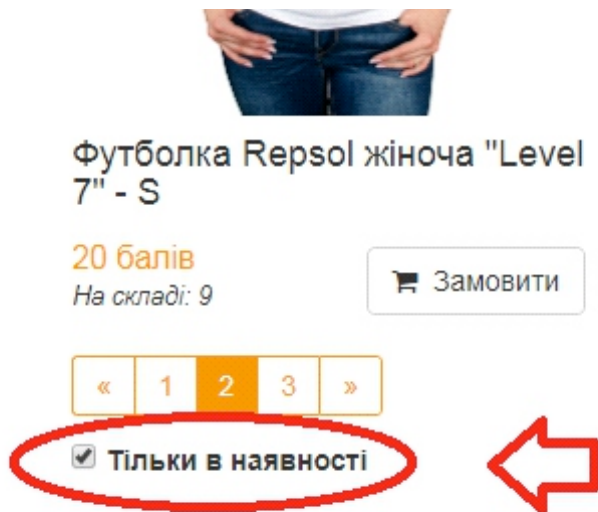 Футболка Repsol жіноча "Level
7" - S
20 балів
На складі: 9
Замовити
« 1 2 3 »
Тільки в наявності